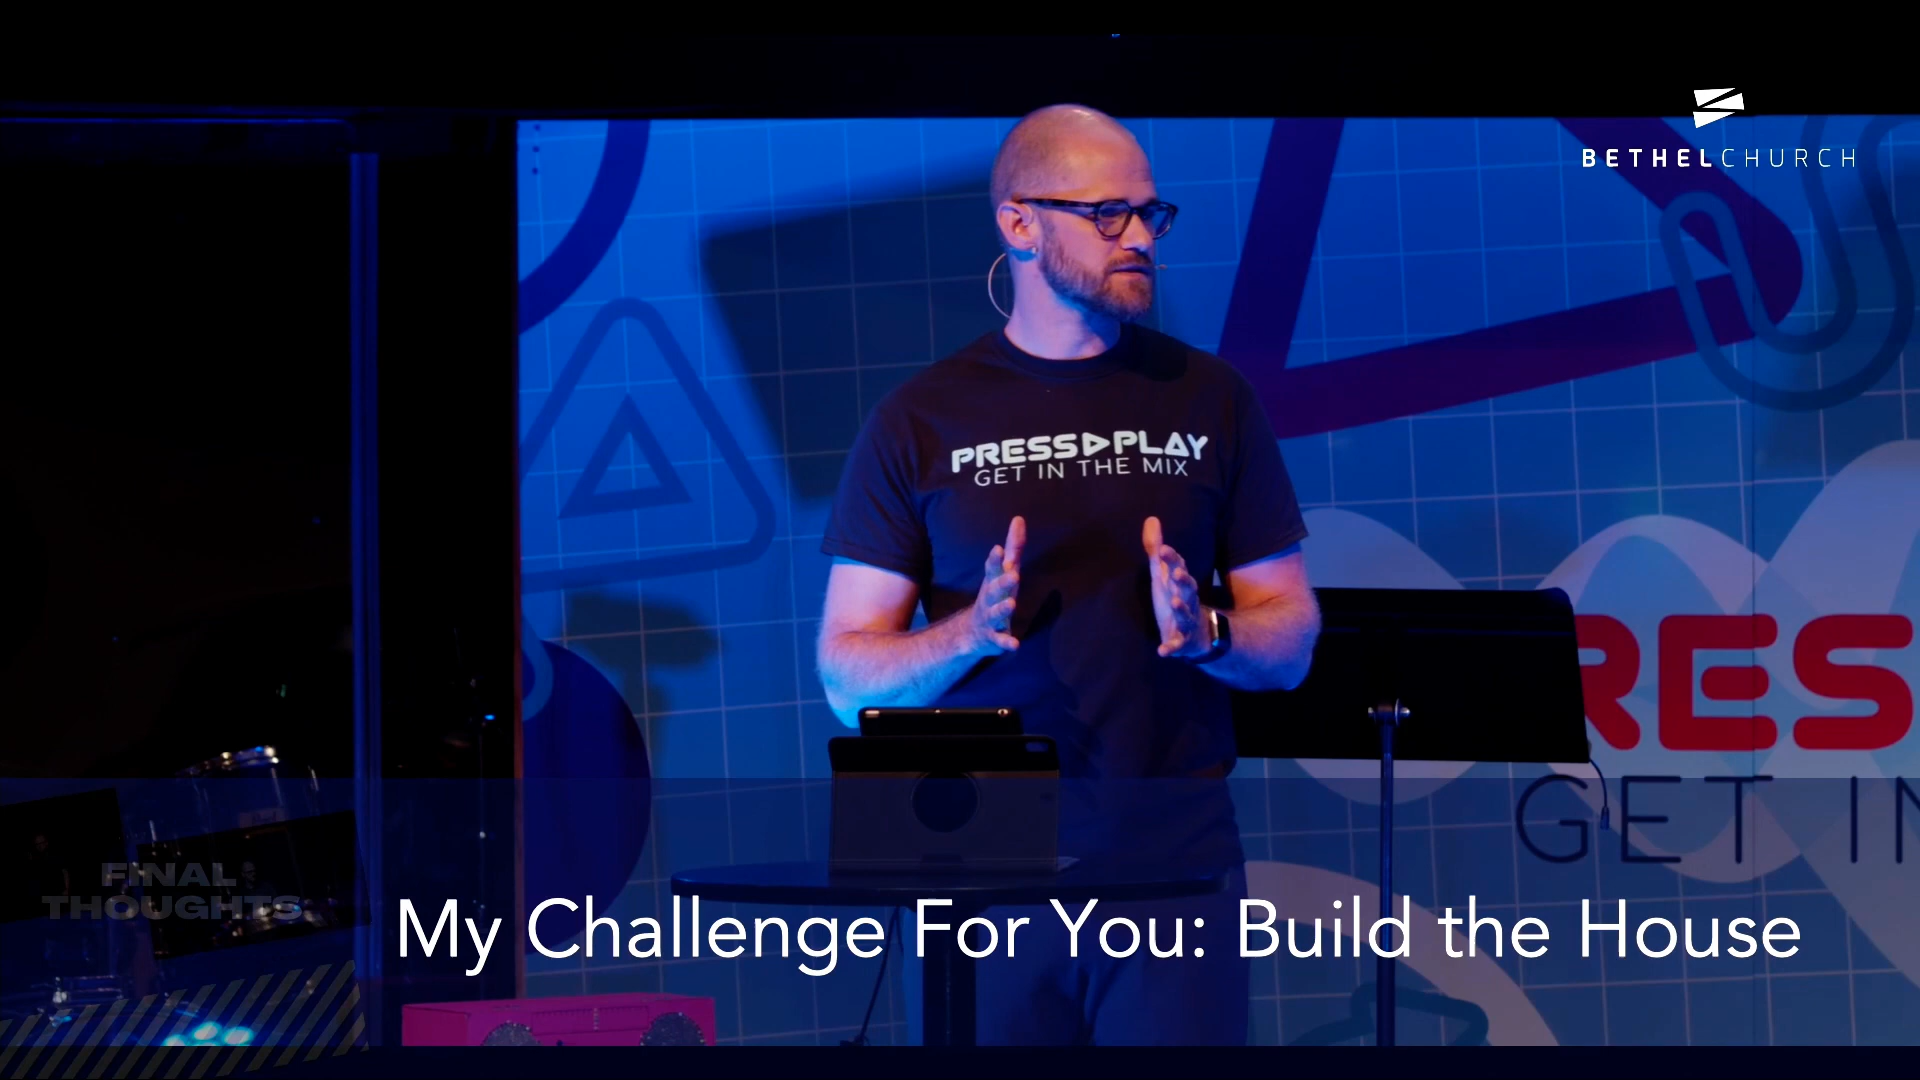 BETHELCHURCH
PRESS PLAY
GET IN THE MIX
RES
GET IN
FINAL
THOUGHTS
My Challenge For You: Build the House